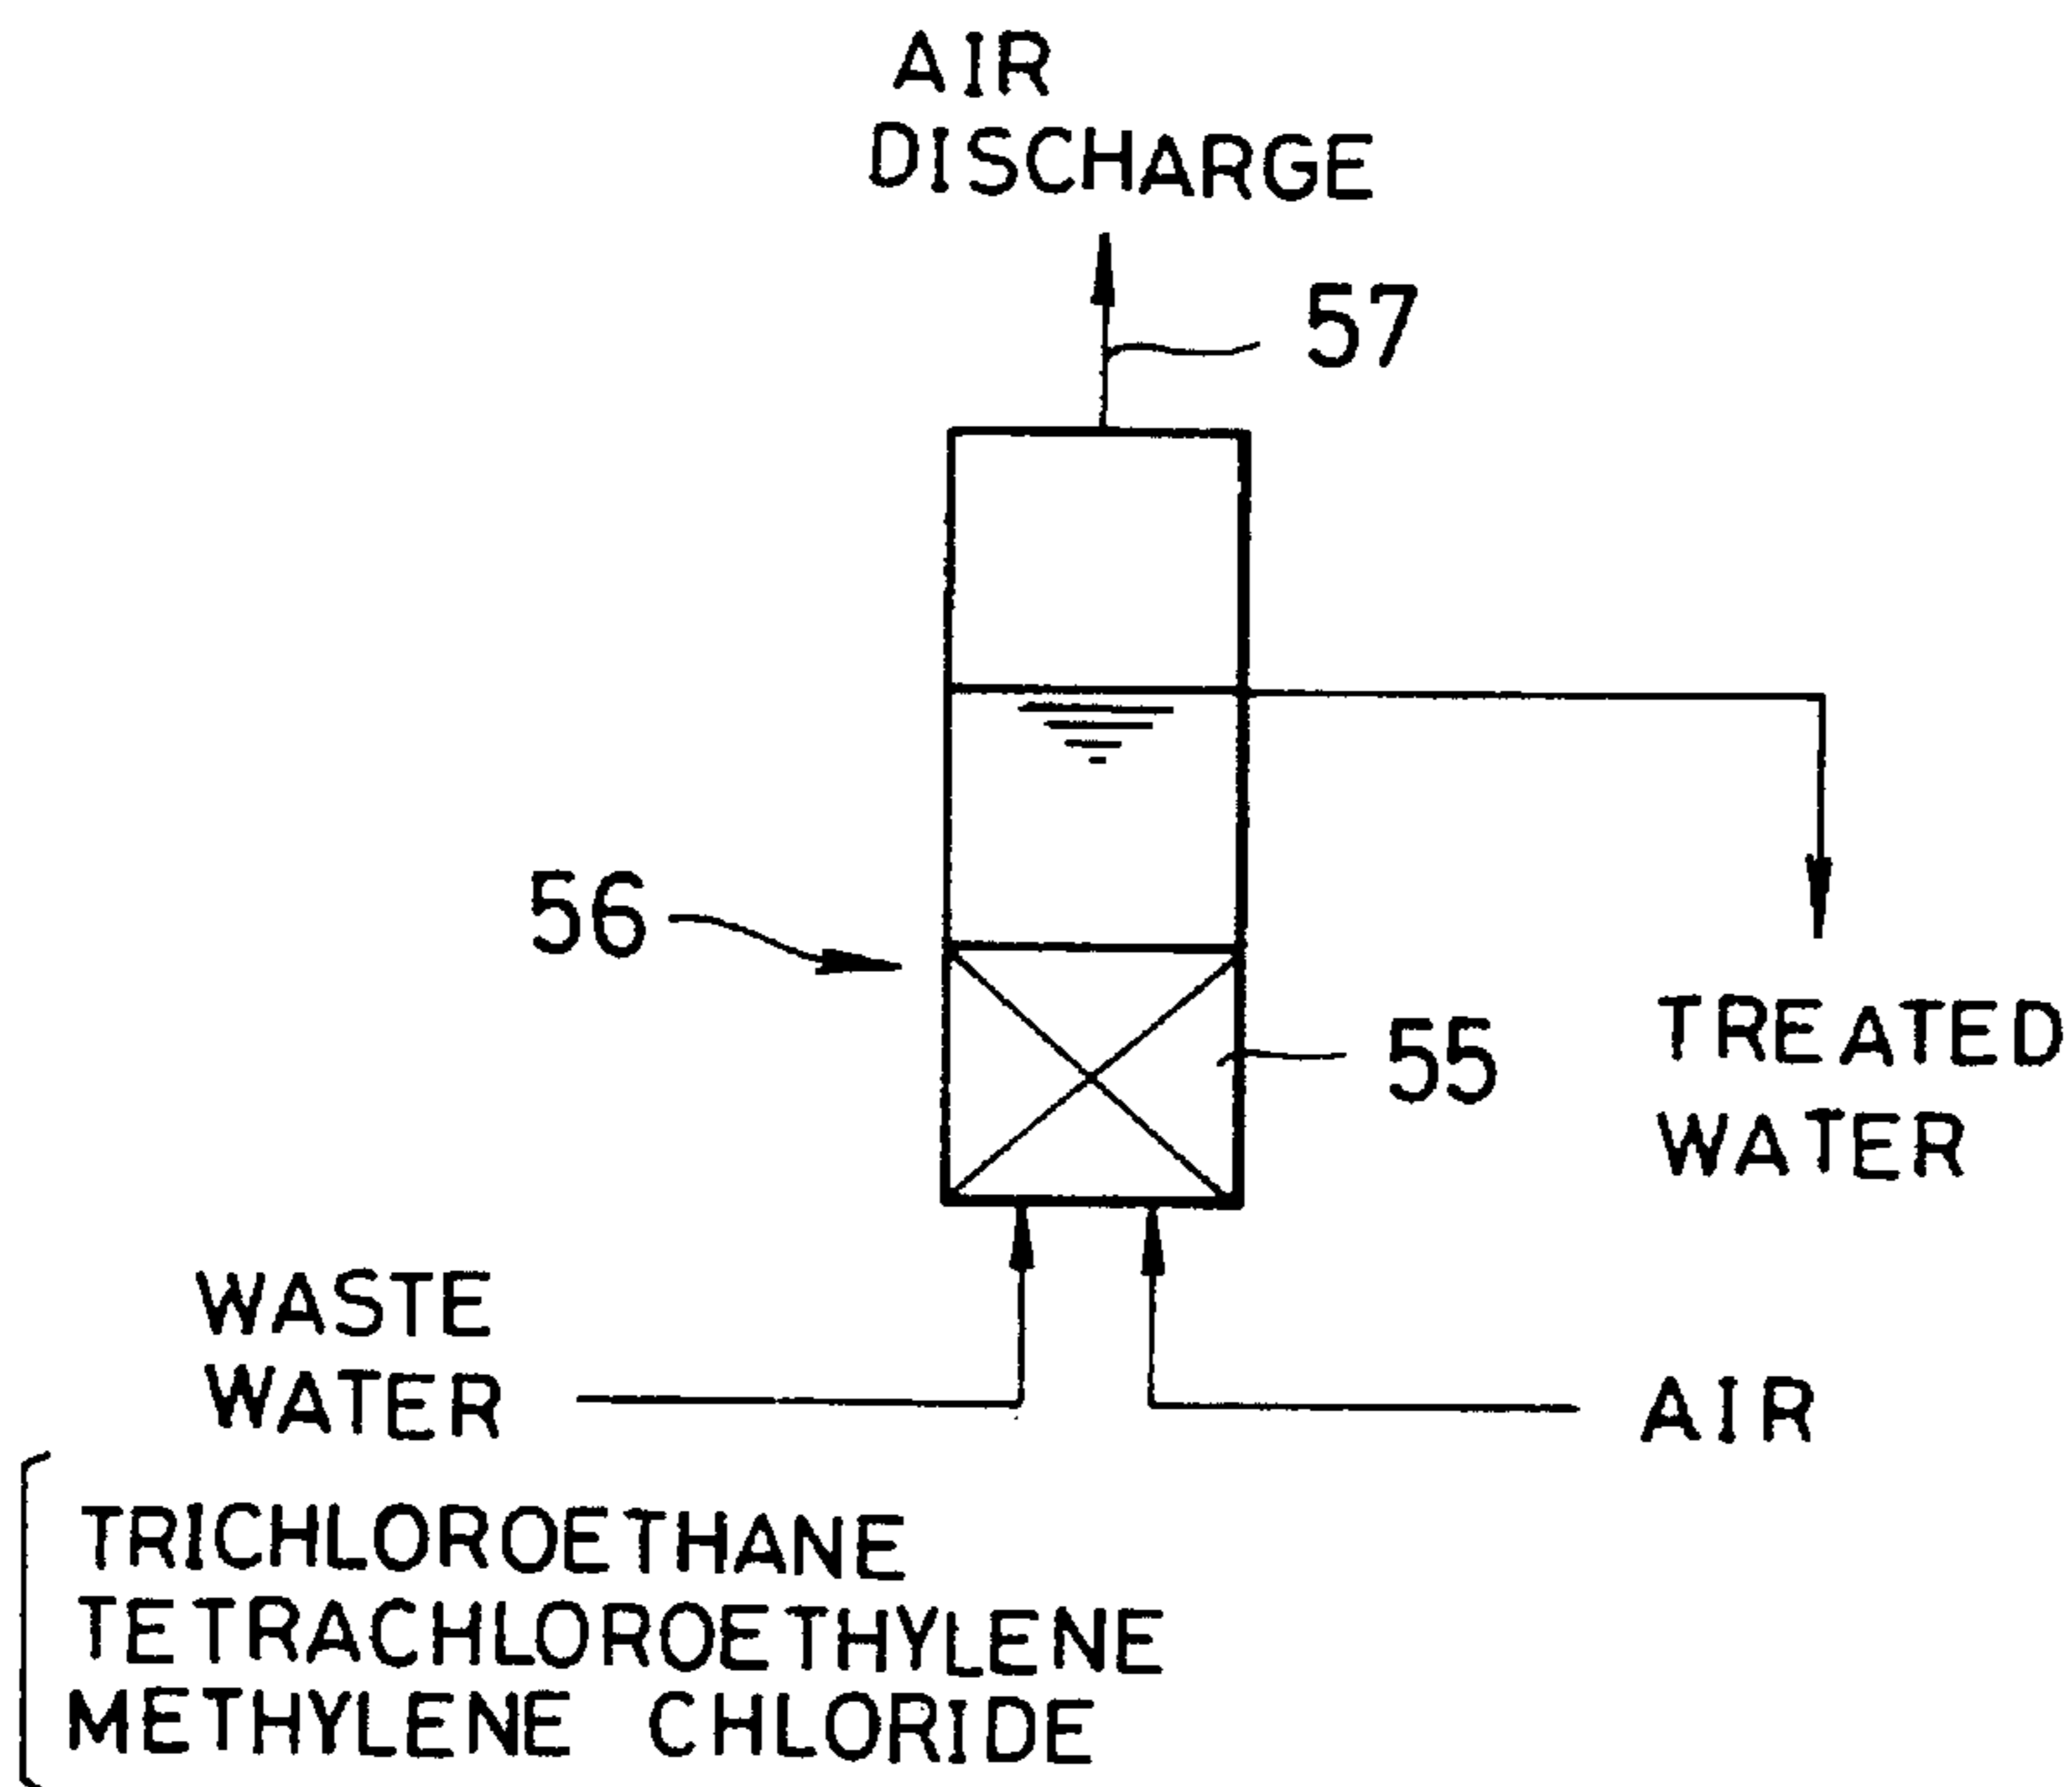 AIR
DISCHARGE
57
56
55
TREATED
WATER
WASTE
WATER
AIR
TRICHLOROETHANE
TETRACHLOROETHYLENE
METHYLENE CHLORIDE